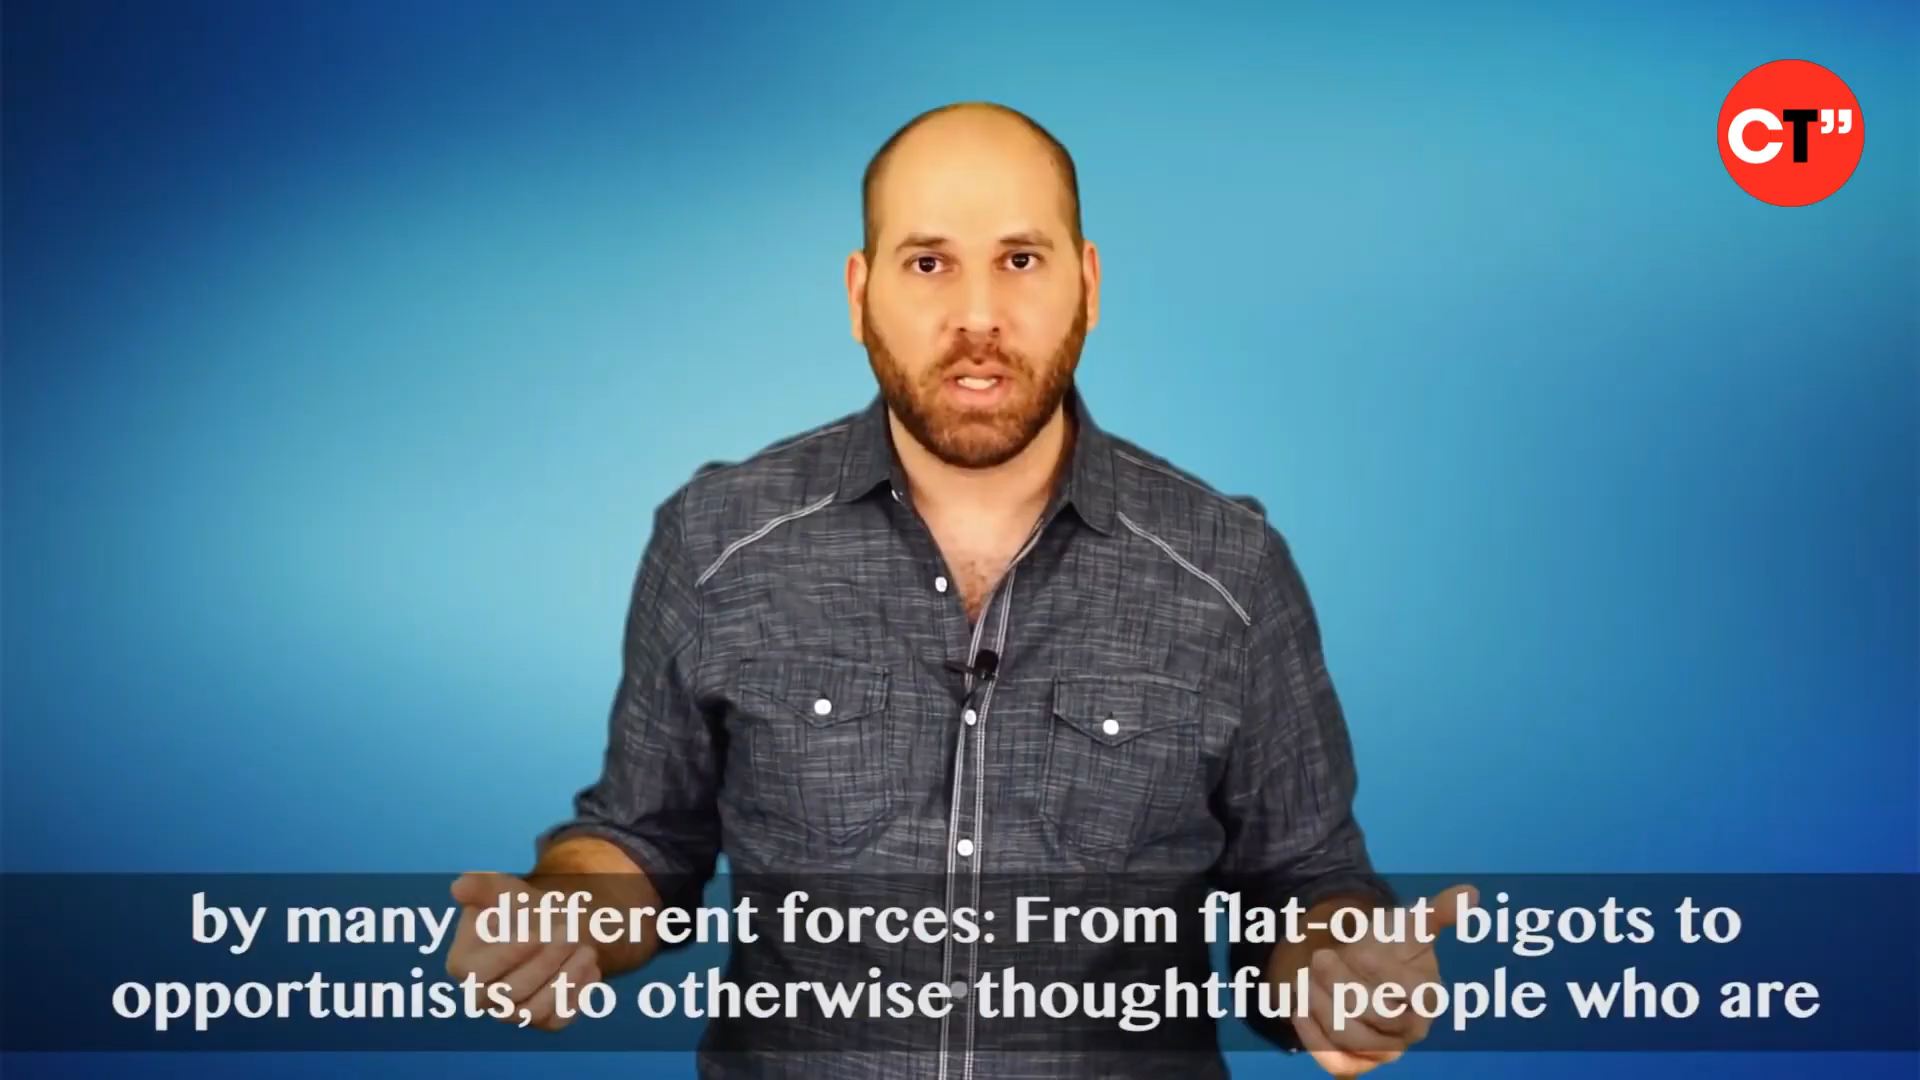 CT”
by many different forces: From flat-out bigots to
opportunists, to otherwise thoughtful people who are